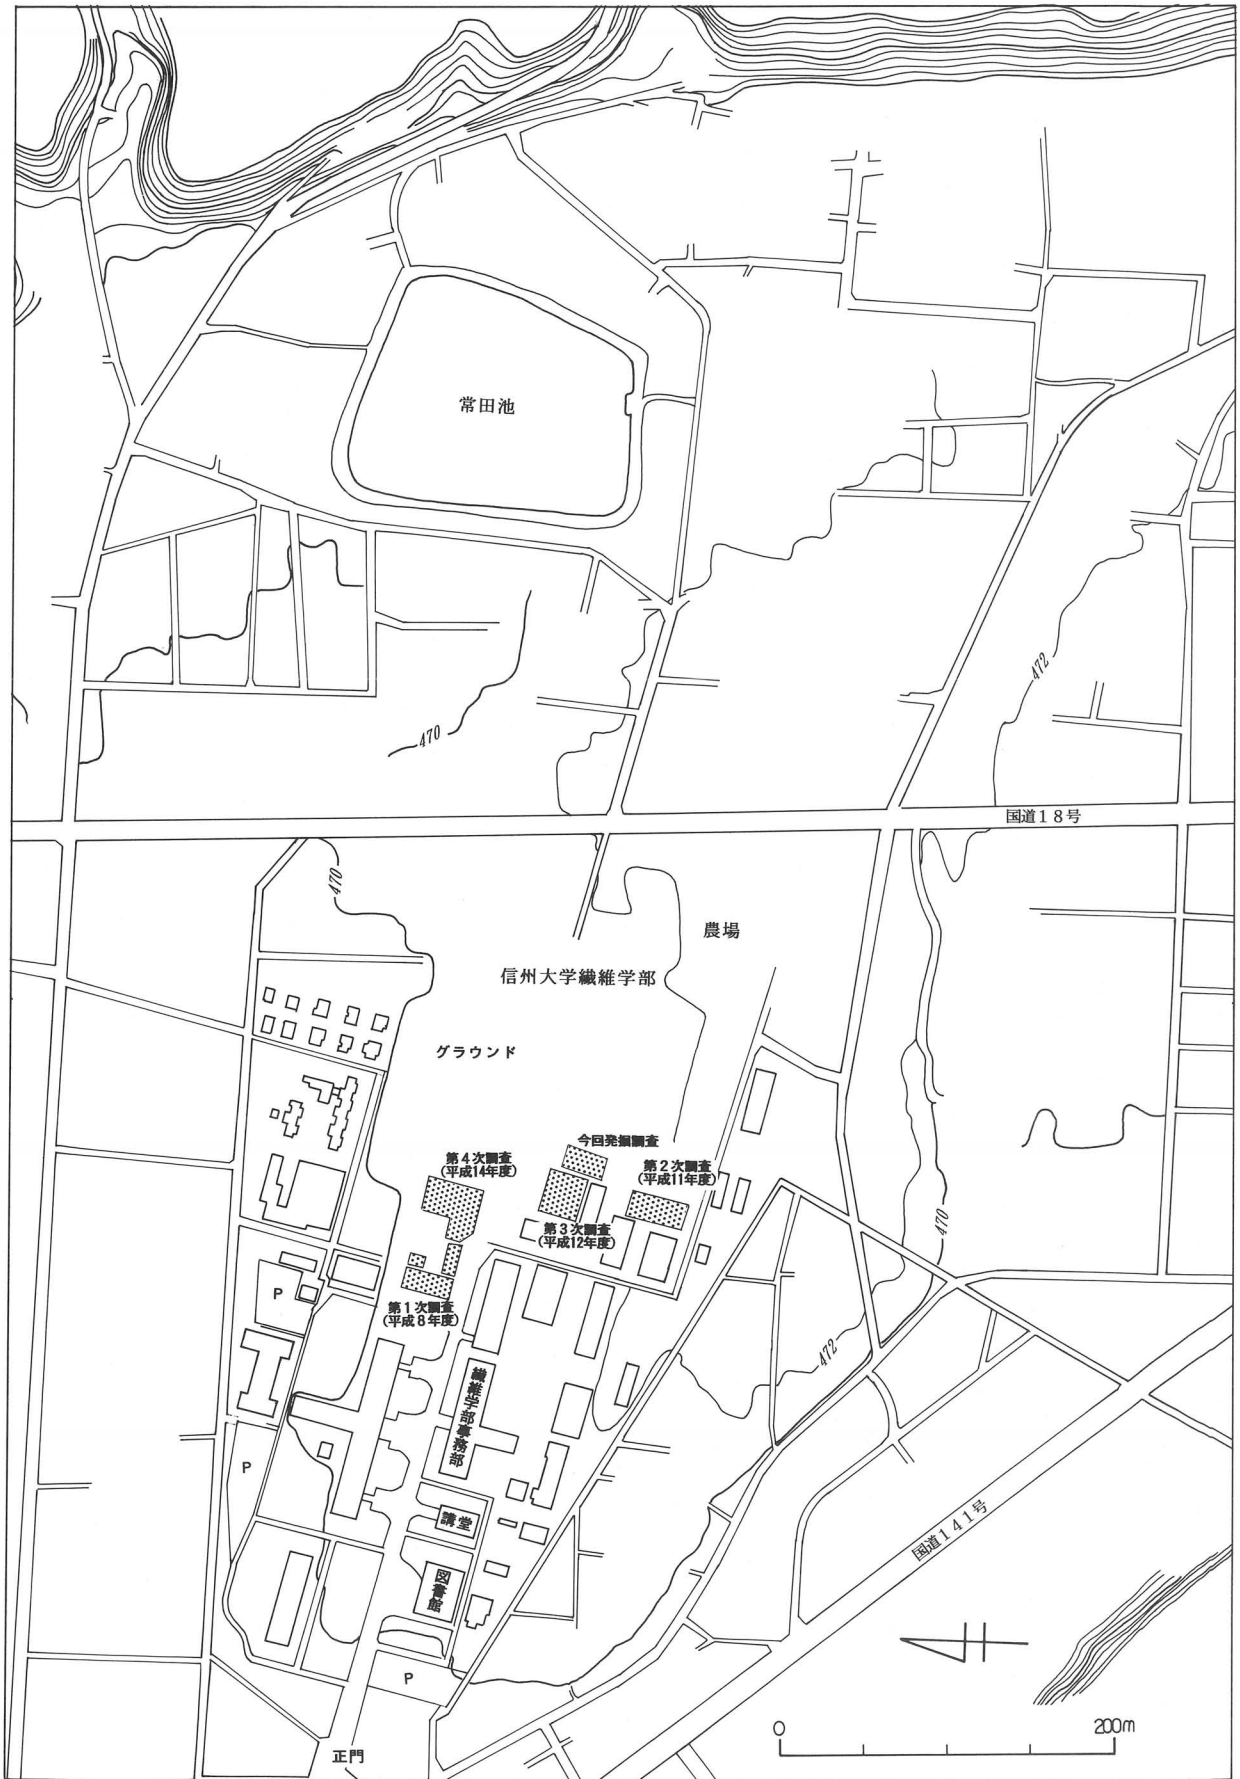 常田池
472
470
国道18号
470
農場
信州大学繊維学部
グラウンド
今回発掘調査
第4次調査
(平成14年度)
第2次調査
(平成11年度)
第3次調査
(平成12年度)
470
P
第1次調査
(平成8年度)
472
繊維学部事務部
P
講堂
国道141号
図書館
P
0
200m
正門